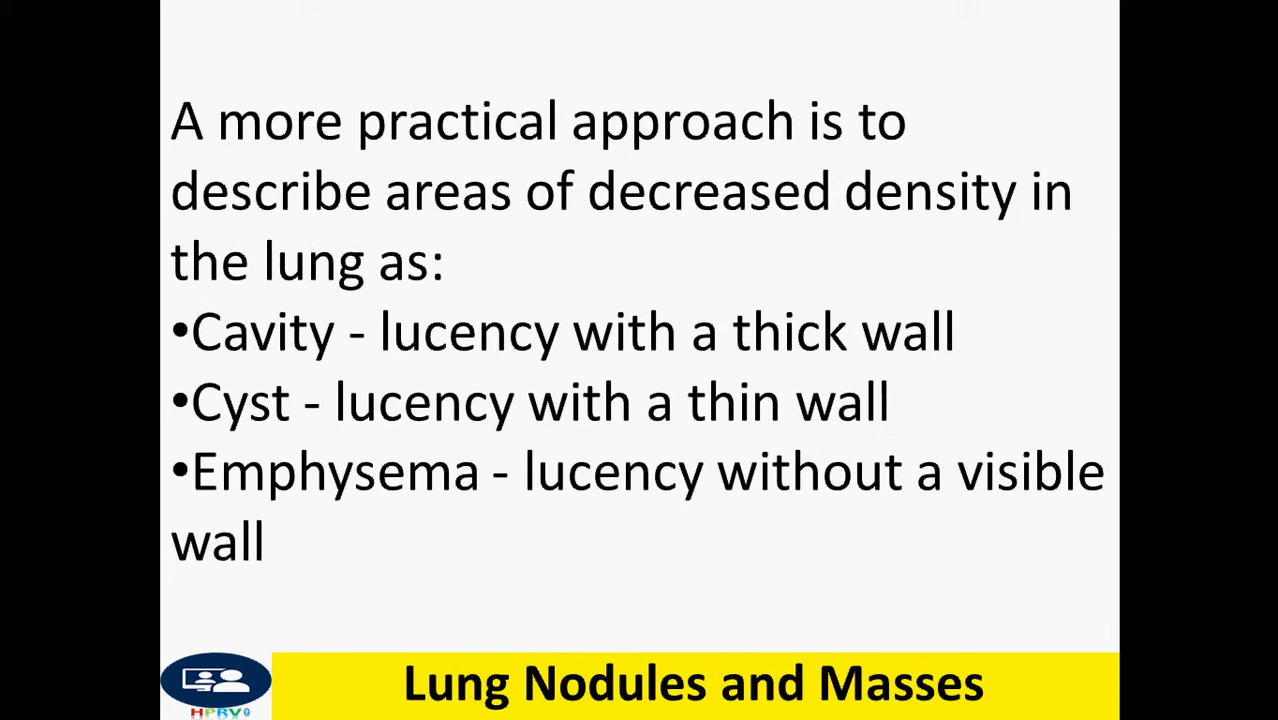 A more practical approach is to
describe areas of decreased density in
the lung as:
•Cavity - lucency with a thick wall
•Cyst - lucency with a thin wall
•Emphysema - lucency without a visible
wall
Lung Nodules and Masses
HPRV